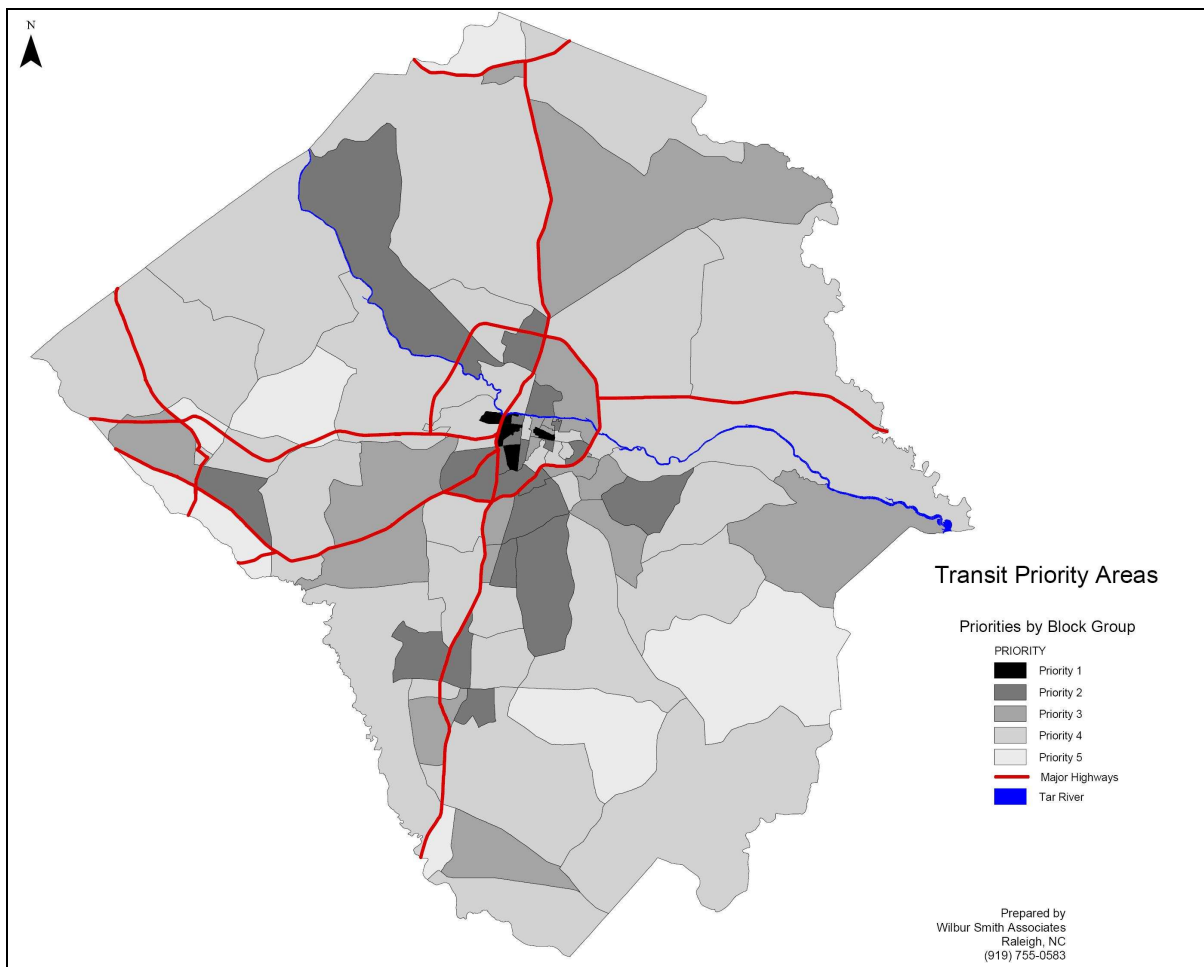 N
Transit Priority Areas
Priorities by Block Group
PRIORITY
Priority 1
Priority 2
Priority 3
Priority 4
Priority 5
Major Highways
Tar River
Prepared by
Wilbur Smith Associates
Raleigh, NC
(919) 755-0583